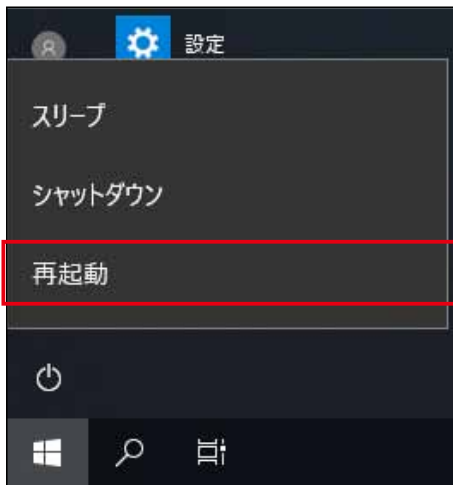 設定
スリープ
シャットダウン
再起動